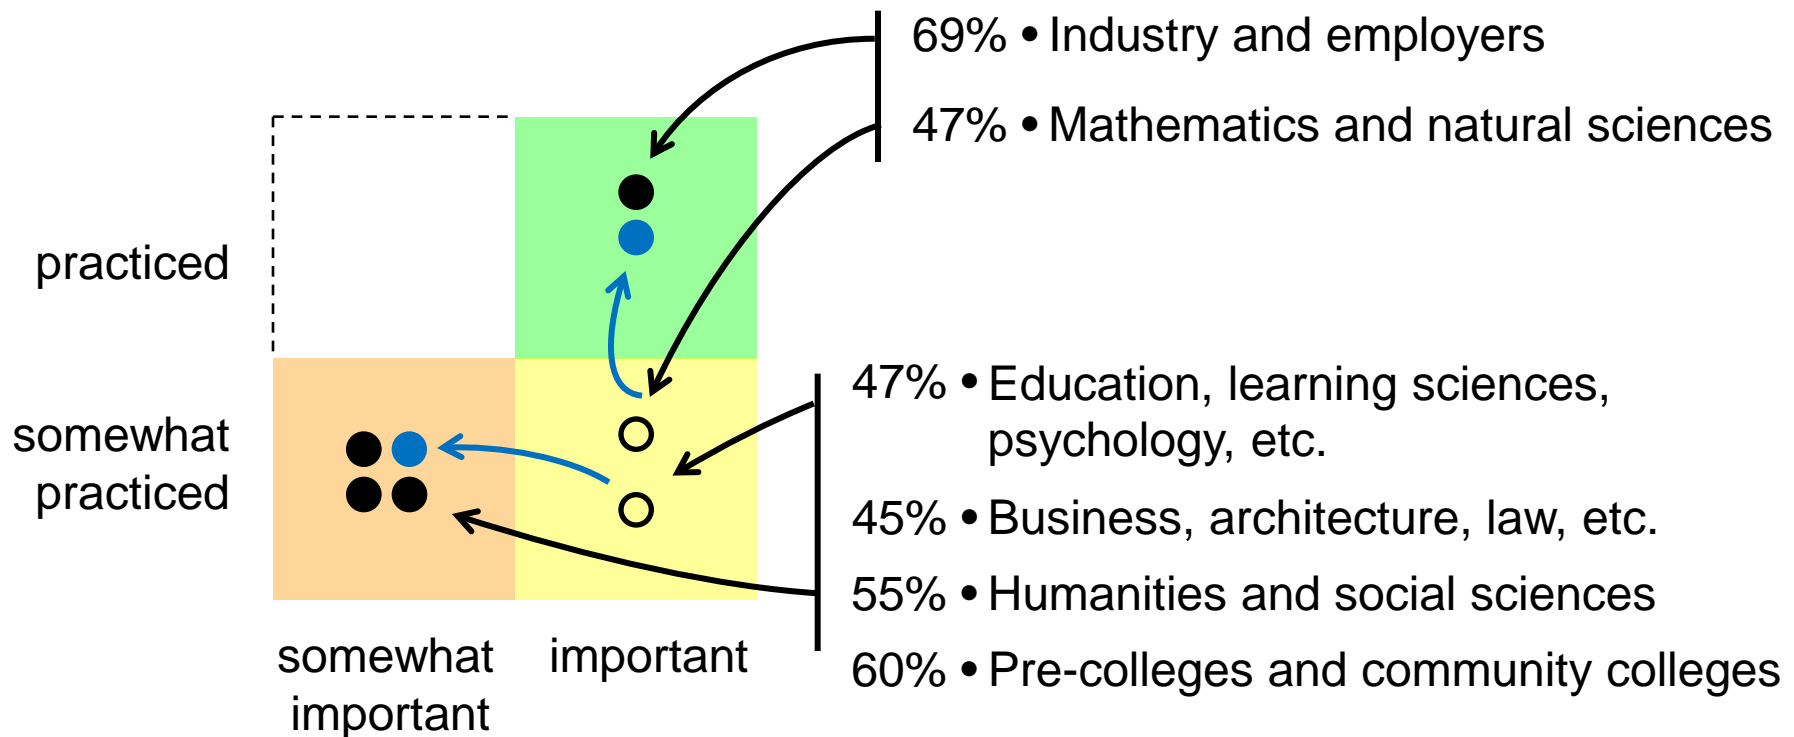 69% • Industry and employers
47% • Mathematics and natural sciences
practiced
somewhat
practiced
47% • Education, learning sciences,
psychology, etc.
45% • Business, architecture, law, etc.
55% • Humanities and social sciences
60% • Pre-colleges and community colleges
somewhat
important
important